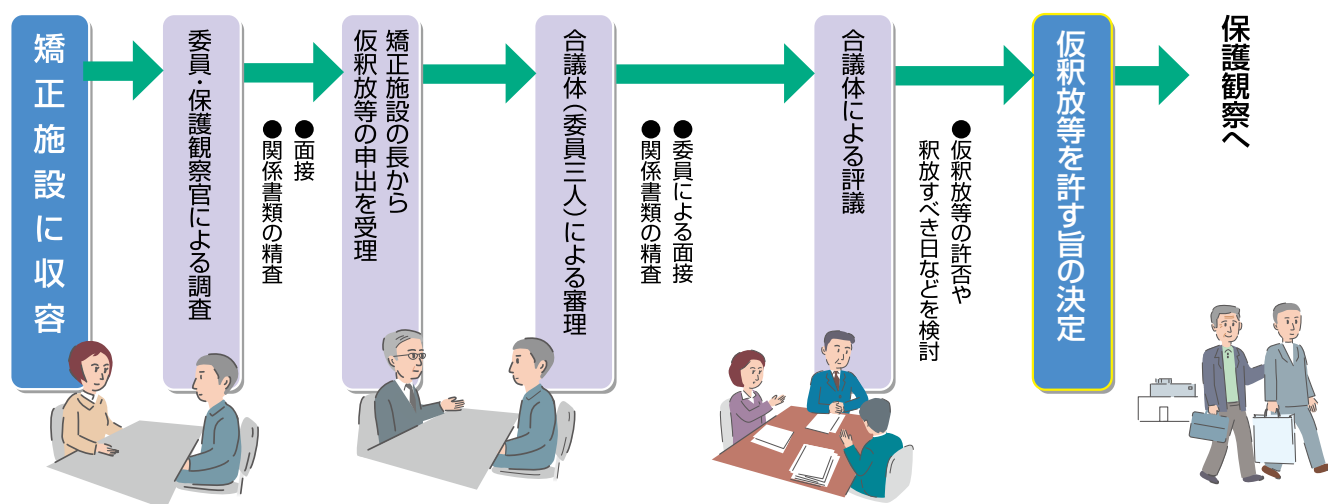 矯正施設に収容
委員・保護観察官による調査
●面接
●関係書類の精査
矯正施設の長から
仮釈放等の申出を受理
合議体（委員三人）による審理
●委員による面接
●関係書類の精査
合議体による評議
●仮釈放等の許否や
釈放すべき日などを検討
仮釈放等を許す旨の決定
保護観察へ